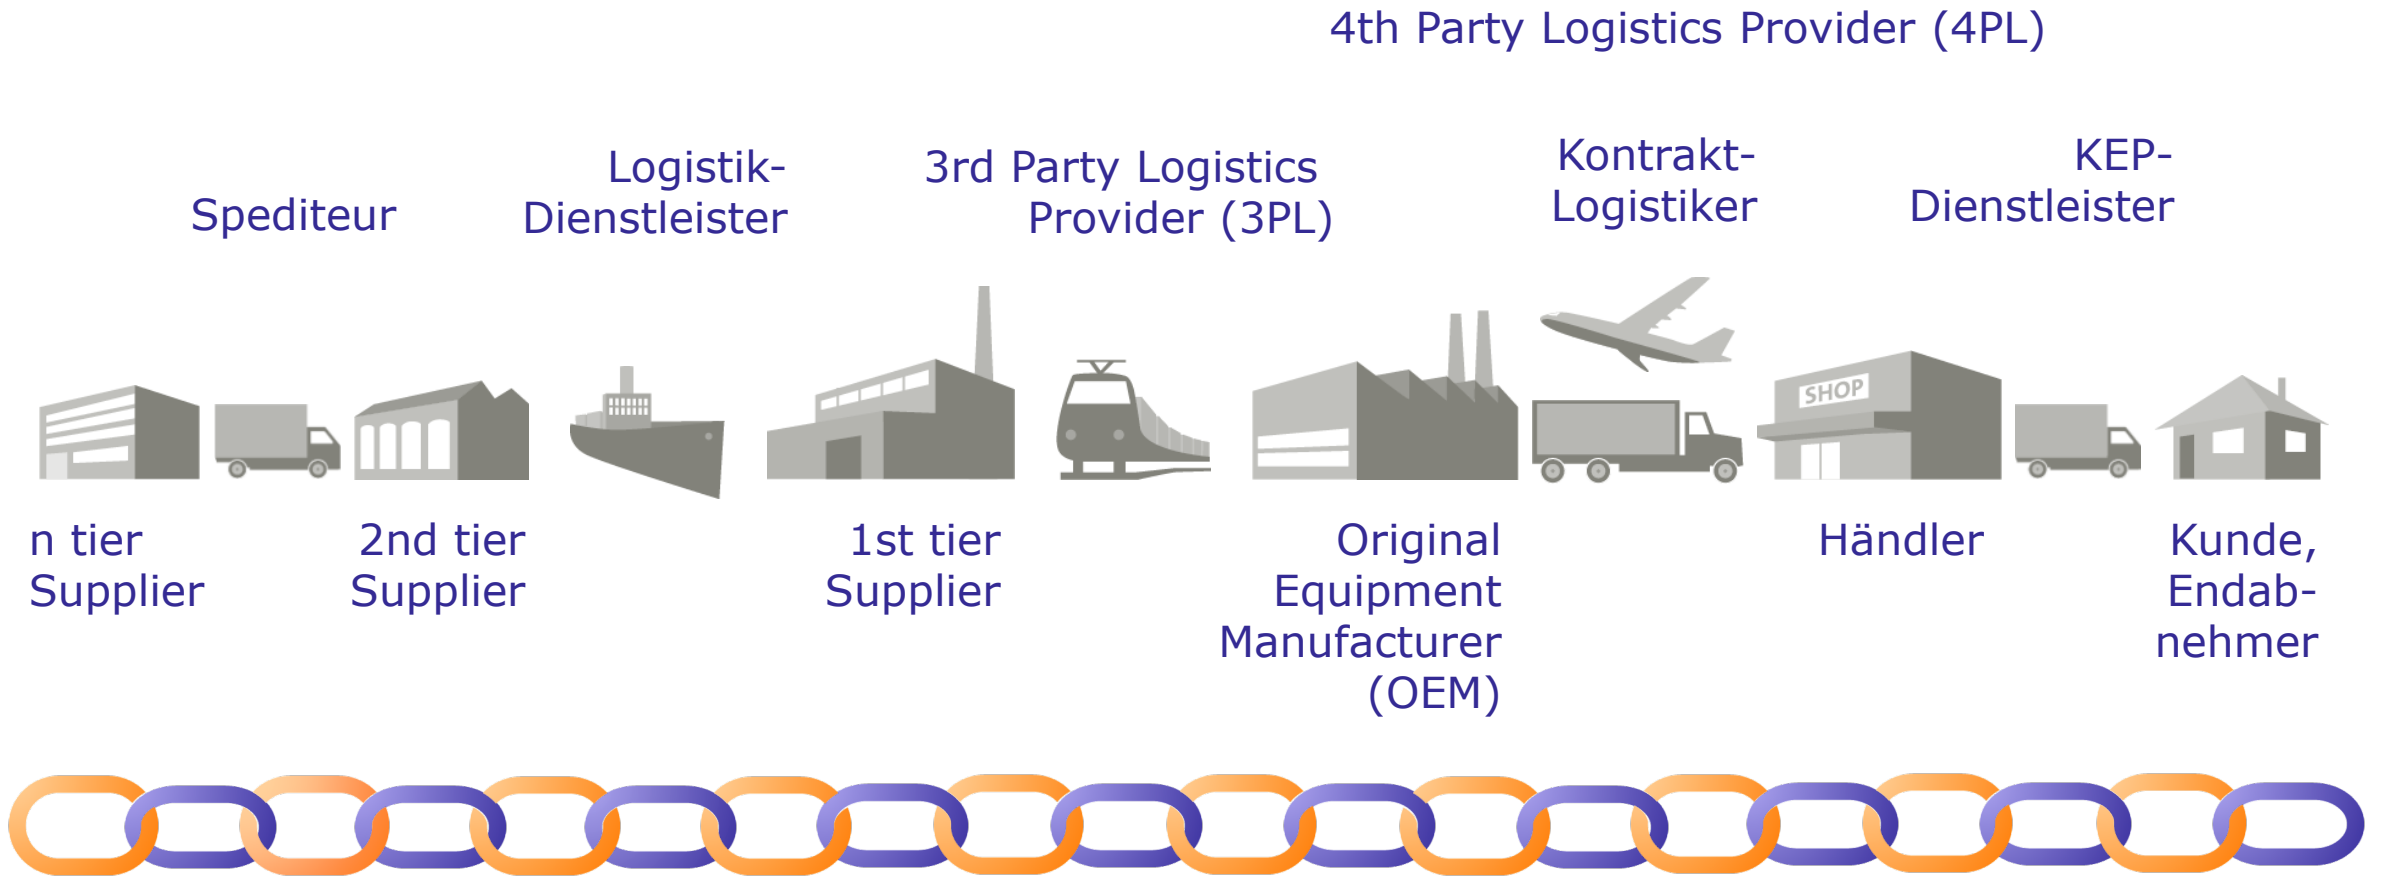 4th Party Logistics Provider (4PL)
Spediteur
Logistik-
Dienstleister
3rd Party Logistics
Provider (3PL)
Kontrakt-
Logistiker
KEP-
Dienstleister
SHOP
n tier
Supplier
2nd tier
Supplier
1st tier
Supplier
Original
Equipment
Manufacturer
(OEM)
Händler
Kunde,
Endab-
nehmer